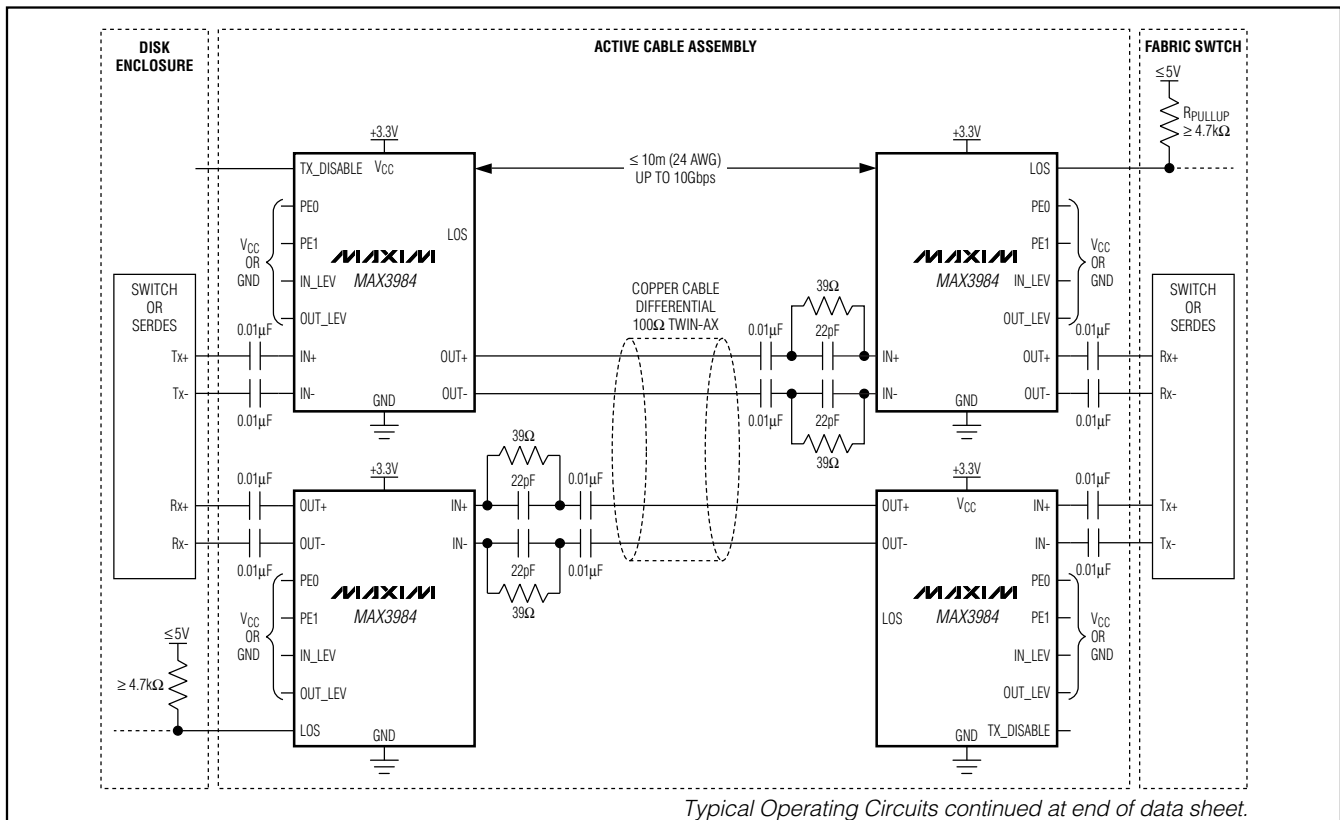 DISK
ENCLOSURE
ACTIVE CABLE ASSEMBLY
FABRIC SWTCH
≤5V
RPULLUP
≥ 4.7kΩ
+3.3V
TX_DISABLE VCC
PE0
PE1
IN_LEV
OUT_LEV
VCC
OR
GND
LOS
MAXIM
MAX3984
IN+
IN-
OUT+
OUT-
GND
≤ 10m (24 AWG)
UP TO 10Gbps
+3.3V
LOS
PE0
PE1
IN_LEV
OUT_LEV
VCC
OR
GND
MAXIM
MAX3984
IN+
IN-
OUT+
OUT-
GND
SWITCH
OR
SERDES
Tx+
Tx-
Rx+
Rx-
0.01µF
0.01µF
COPPER CABLE
DIFFERENTIAL
100Ω TWIN-AX
0.01µF
39Ω
22pF
0.01µF
22pF
39Ω
0.01µF
0.01µF
SWITCH
OR
SERDES
Rx+
Rx-
Tx+
Tx-
0.01µF
0.01µF
+3.3V
OUT+
OUT-
IN+
IN-
PE0
PE1
IN_LEV
OUT_LEV
LOS
VCC
OR
GND
MAXIM
MAX3984
GND
39Ω
22pF
0.01µF
22pF
0.01µF
39Ω
≤5V
≥ 4.7kΩ
+3.3V
OUT+
VCC
IN+
OUT-
IN-
PE0
LOS
PE1
IN_LEV
OUT_LEV
VCC
OR
GND
MAXIM
MAX3984
GND
TX_DISABLE
0.01µF
0.01µF
Typical Operating Circuits continued at end of data sheet.